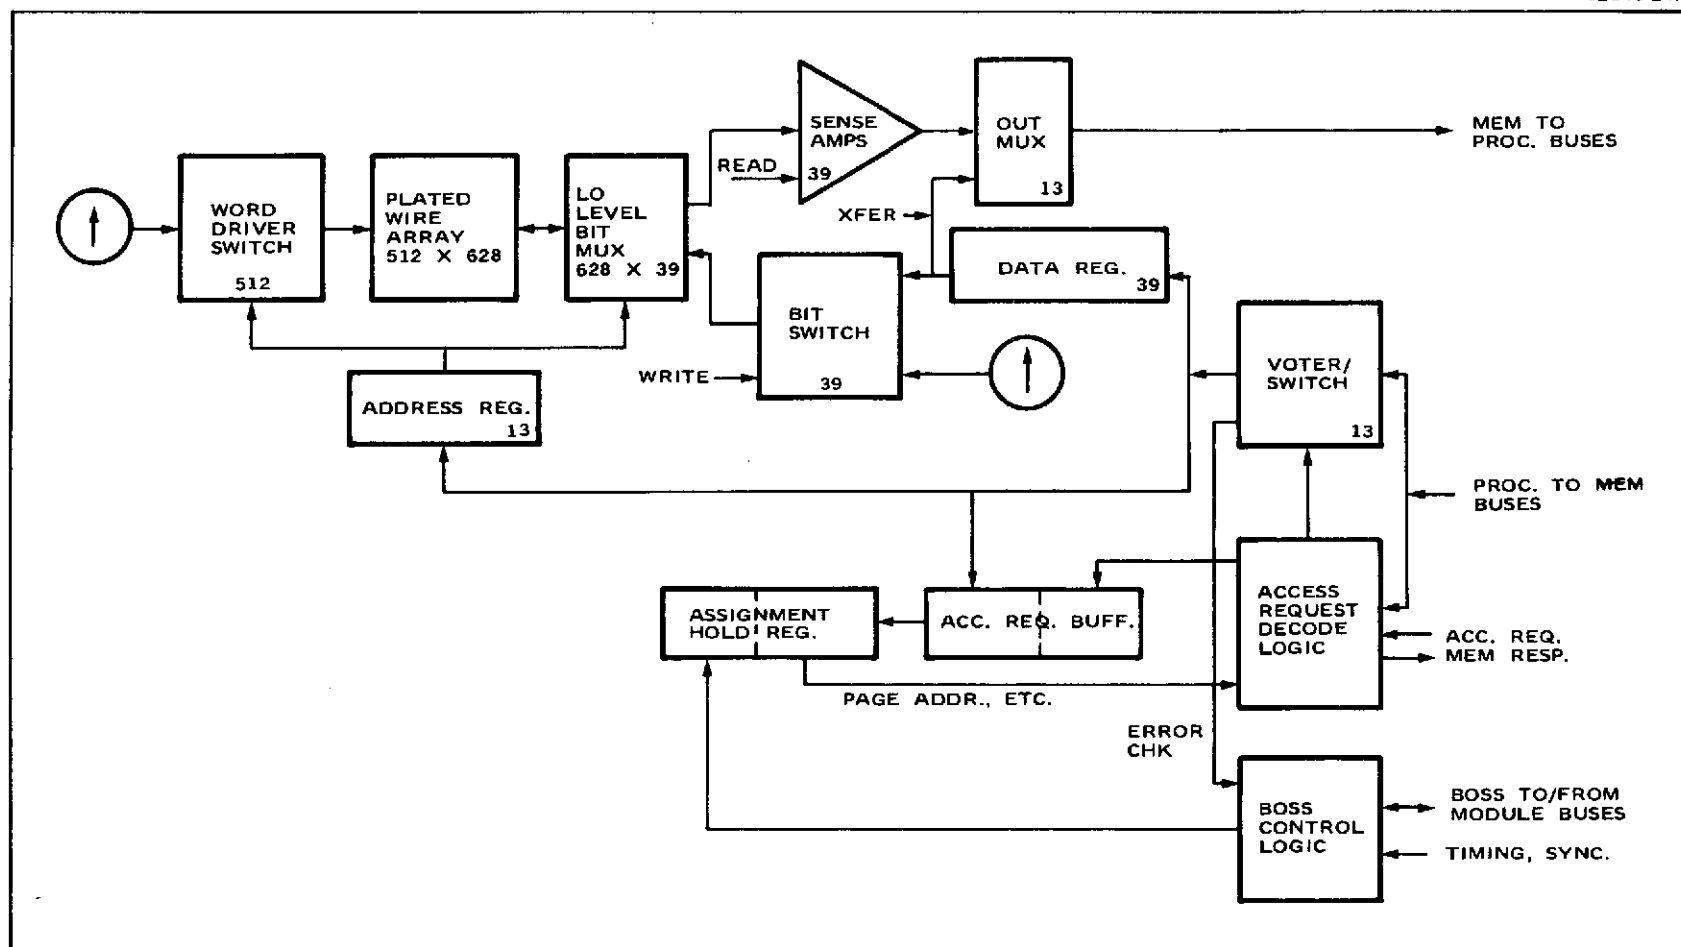 SENSE
AMPS
39
OUT
MUX
13
MEM TO
PROC. BUSES
READ
XFER
WORD
DRIVER
SWITCH
512
PLATED
WIRE
ARRAY
512 X 628
LO
LEVEL
BIT
MUX
628 X 39
DATA REG.
39
BIT
SWITCH
39
WRITE
ADDRESS REG.
13
VOTER/
SWITCH
13
PROC. TO MEM
BUSES
ASSIGNMENT
HOLD REG.
ACC. REQ. BUFF.
ACCESS
REQUEST
DECODE
LOGIC
ACC. REQ.
MEM RESP.
PAGE ADDR., ETC.
ERROR
CHK
BOSS
CONTROL
LOGIC
BOSS TO/FROM
MODULE BUSES
TIMING, SYNC.